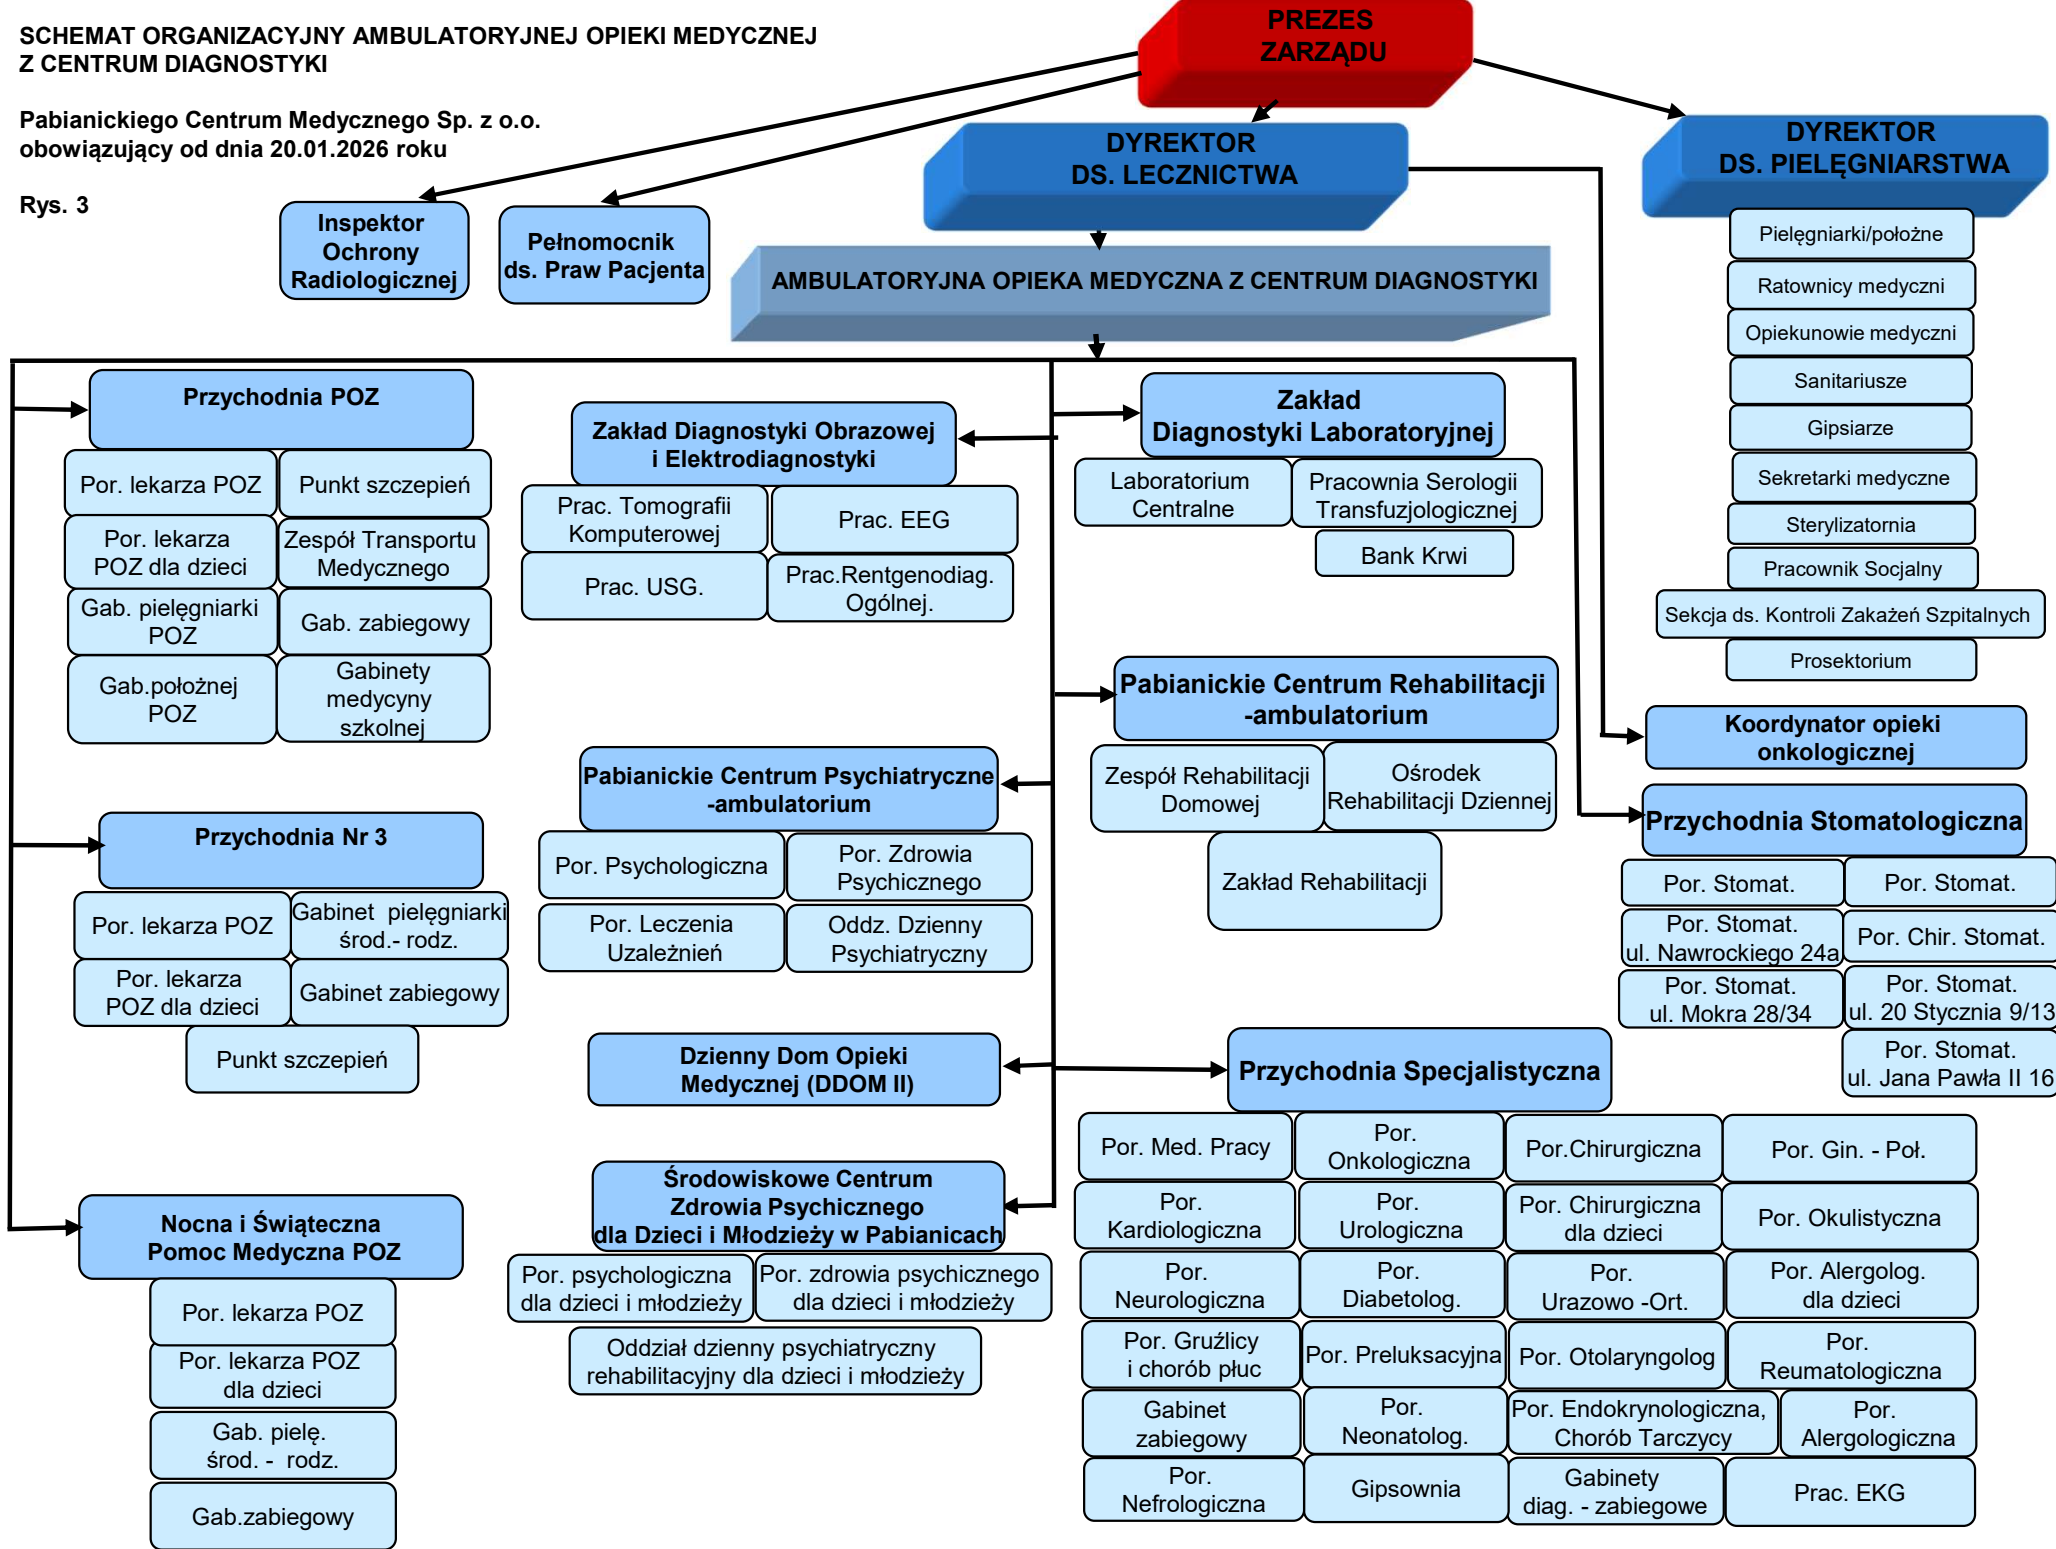 SCHEMAT ORGANIZACYJNY AMBULATORYJNEJ OPIEKI MEDYCZNEJ
Z CENTRUM DIAGNOSTYKI
Pabianickiego Centrum Medycznego Sp. z o.o.
obowiązujący od dnia 20.01.2026 roku
Rys. 3
PREZES
ZARZĄDU
DYREKTOR
DS. LECZNICTWA
DYREKTOR
DS. PIELĘGNIARSTWA
Inspektor
Ochrony
Radiologicznej
Pełnomocnik
ds. Praw Pacjenta
AMBULATORYJNA OPIEKA MEDYCZNA Z CENTRUM DIAGNOSTYKI
Pielęgniarki/położne
Ratownicy medyczni
Opiekunowie medyczni
Sanitariusze
Gipsiarze
Sekretarki medyczne
Sterylizatornia
Pracownik Socjalny
Sekcja ds. Kontroli Zakażeń Szpitalnych
Prosektorium
Przychodnia POZ
Por. lekarza POZ
Punkt szczepień
Por. lekarza
POZ dla dzieci
Zespół Transportu
Medycznego
Gab. pielęgniarki
POZ
Gab. zabiegowy
Gab.położnej
POZ
Gabinety
medycyny
szkolnej
Przychodnia Nr 3
Por. lekarza POZ
Gabinet  pielęgniarki
środ.- rodz.
Por. lekarza
POZ dla dzieci
Gabinet zabiegowy
Punkt szczepień
Nocna i Świąteczna
Pomoc Medyczna POZ
Por. lekarza POZ
Por. lekarza POZ
dla dzieci
Gab. pielę.
środ. -  rodz.
Gab.zabiegowy
Zakład Diagnostyki Obrazowej
i Elektrodiagnostyki
Prac. Tomografii
Komputerowej
Prac. EEG
Prac. USG.
Prac.Rentgenodiag.
Ogólnej.
Pabianickie Centrum Psychiatryczne
-ambulatorium
Por. Psychologiczna
Por. Zdrowia
Psychicznego
Por. Leczenia
Uzależnień
Oddz. Dzienny
Psychiatryczny
Dzienny Dom Opieki
Medycznej (DDOM II)
Środowiskowe Centrum
Zdrowia Psychicznego
dla Dzieci i Młodzieży w Pabianicach
Por. psychologiczna
dla dzieci i młodzieży
Por. zdrowia psychicznego
dla dzieci i młodzieży
Oddział dzienny psychiatryczny
rehabilitacyjny dla dzieci i młodzieży
Zakład
Diagnostyki Laboratoryjnej
Laboratorium
Centralne
Pracownia Serologii
Transfuzjologicznej
Bank Krwi
Pabianickie Centrum Rehabilitacji
-ambulatorium
Zespół Rehabilitacji
Domowej
Ośrodek
Rehabilitacji Dziennej
Zakład Rehabilitacji
Koordynator opieki
onkologicznej
Przychodnia Stomatologiczna
Por. Stomat.
Por. Stomat.
Por. Stomat.
ul. Nawrockiego 24a
Por. Chir. Stomat.
Por. Stomat.
ul. Mokra 28/34
Por. Stomat.
ul. 20 Stycznia 9/13
Por. Stomat.
ul. Jana Pawła II 16
Przychodnia Specjalistyczna
Por. Med. Pracy
Por.
Onkologiczna
Por.Chirurgiczna
Por. Gin. - Poł.
Por.
Kardiologiczna
Por.
Urologiczna
Por. Chirurgiczna
dla dzieci
Por. Okulistyczna
Por.
Neurologiczna
Por.
Diabetolog.
Por.
Urazowo -Ort.
Por. Alergolog.
dla dzieci
Por. Gruźlicy
i chorób płuc
Por. Preluksacyjna
Por. Otolaryngolog
Por.
Reumatologiczna
Gabinet
zabiegowy
Por.
Neonatolog.
Por. Endokrynologiczna,
Chorób Tarczycy
Por.
Alergologiczna
Por.
Nefrologiczna
Gipsownia
Gabinety
diag. - zabiegowe
Prac. EKG